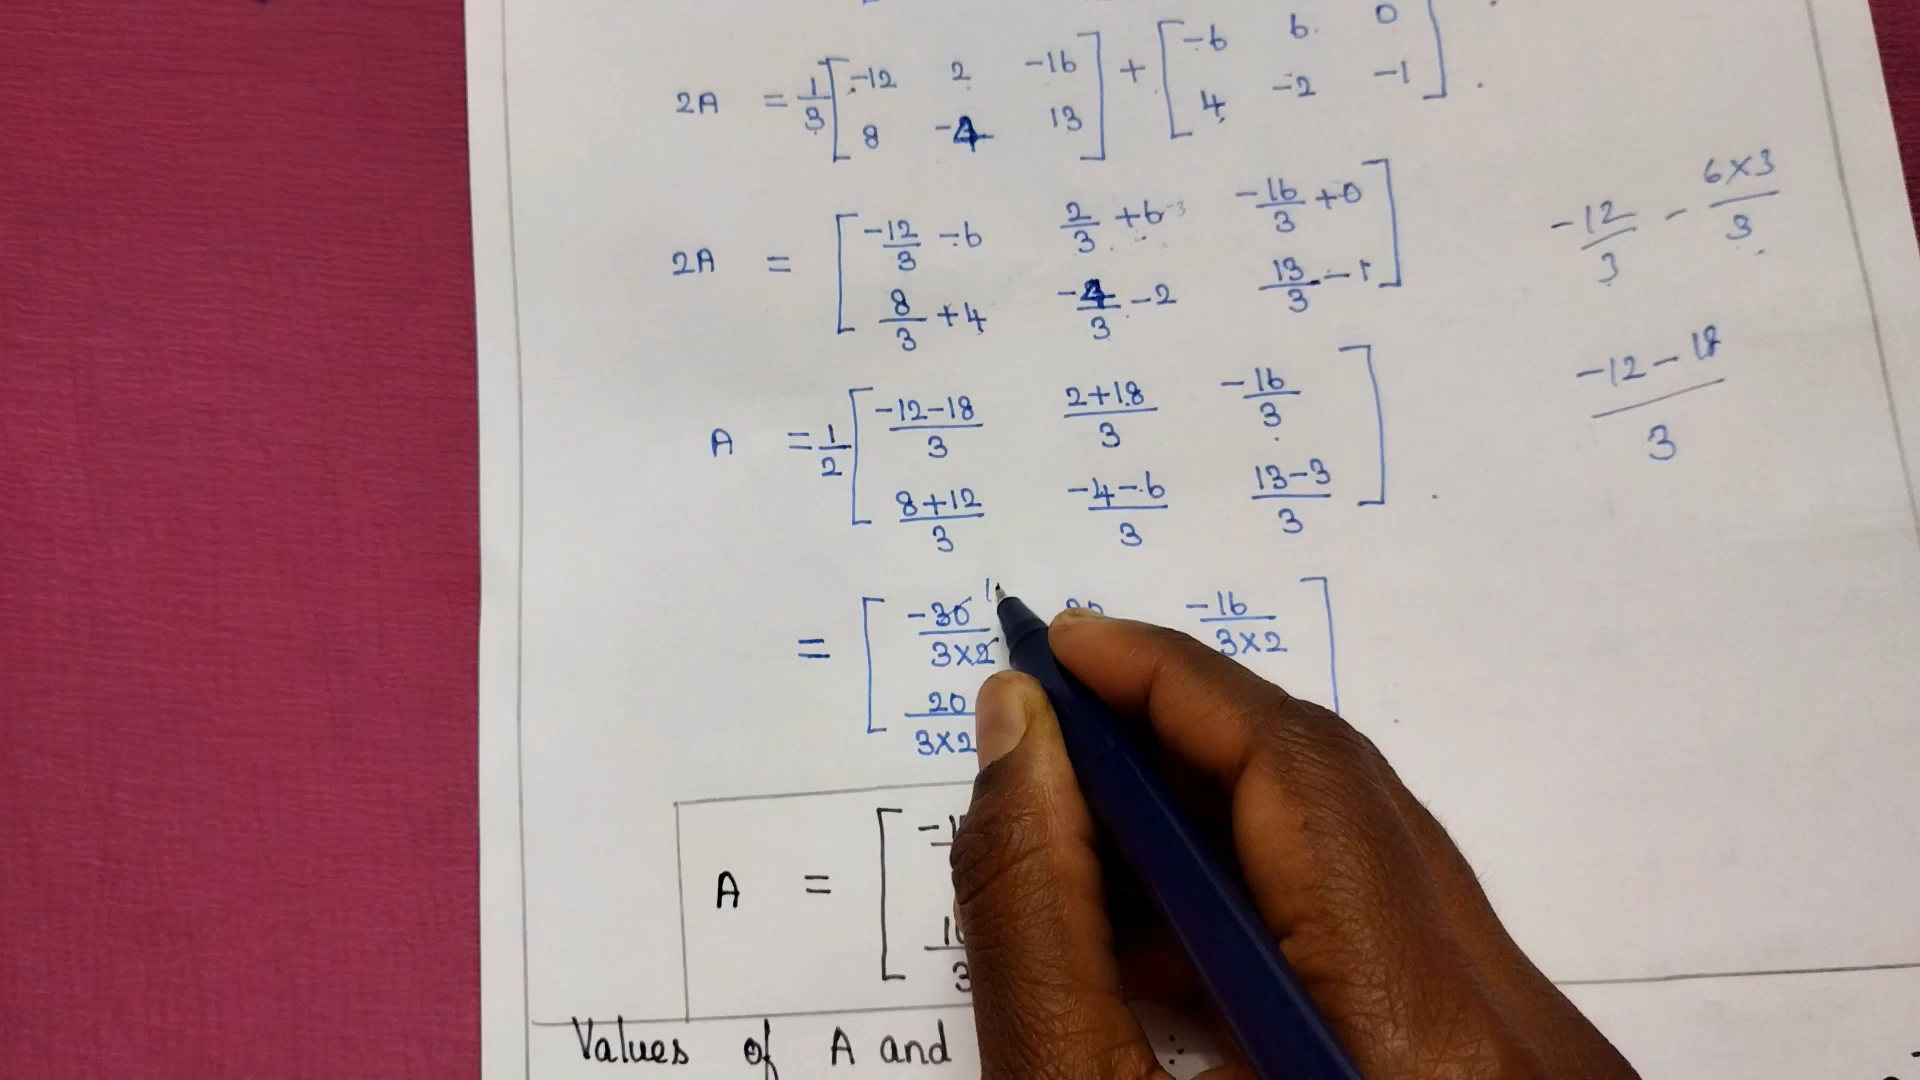 2A = 1/3 [ -12 2 -16 ; 8 -4 13 ] + [ -6 6 0 ; 4 -2 -1 ]
2A = [ -12/3 -6 2/3 +6 -16/3 +0 ; 8/3 +4 -4/3 -2 13/3 -1 ]
-12/3 - 6×3/3
A = 1/2 [ -12-18/3 2+18/3 -16/3 ; 8+12/3 -4-6/3 13-3/3 ]
-12-18/3
= [ -30/3×2 -16/3×2 ; 20/3×2 ]
A = [
Values of A and